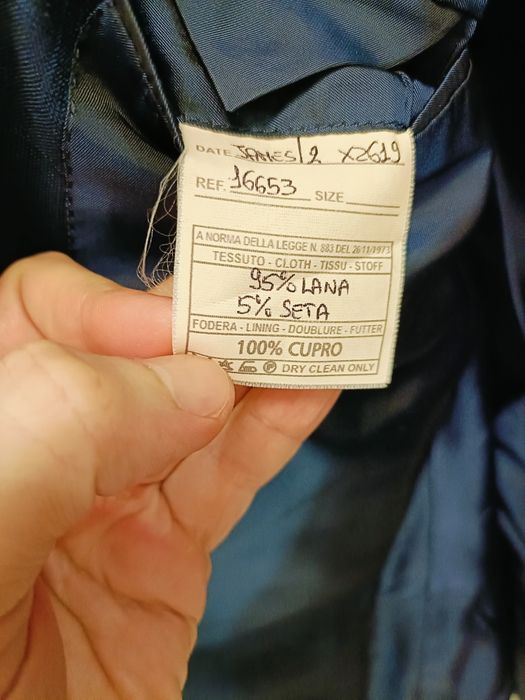 DATE JAMES/2 X2619
REF. 16653 SIZE
A NORMA DELLA LEGGE N. 883 DEL 26/11/1973
TESSUTO - CLOTH - TISSU - STOFF
95% LANA
5% SETA
FODERA - LINING - DOUBLURE - FUTTER
100% CUPRO
DRY CLEAN ONLY